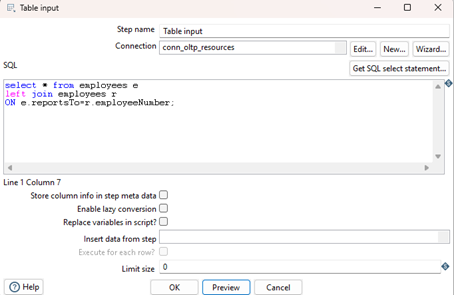 Table input
Step name Table input
Connection conn_oltp_resources Edit... New... Wizard...
SQL Get SQL select statement...
select * from employees e
left join employees r
ON e.reportsTo=r.employeeNumber;
Line 1 Column 7
Store column info in step meta data
Enable lazy conversion
Replace variables in script?
Insert data from step
Execute for each row?
Limit size 0
Help OK Preview Cancel